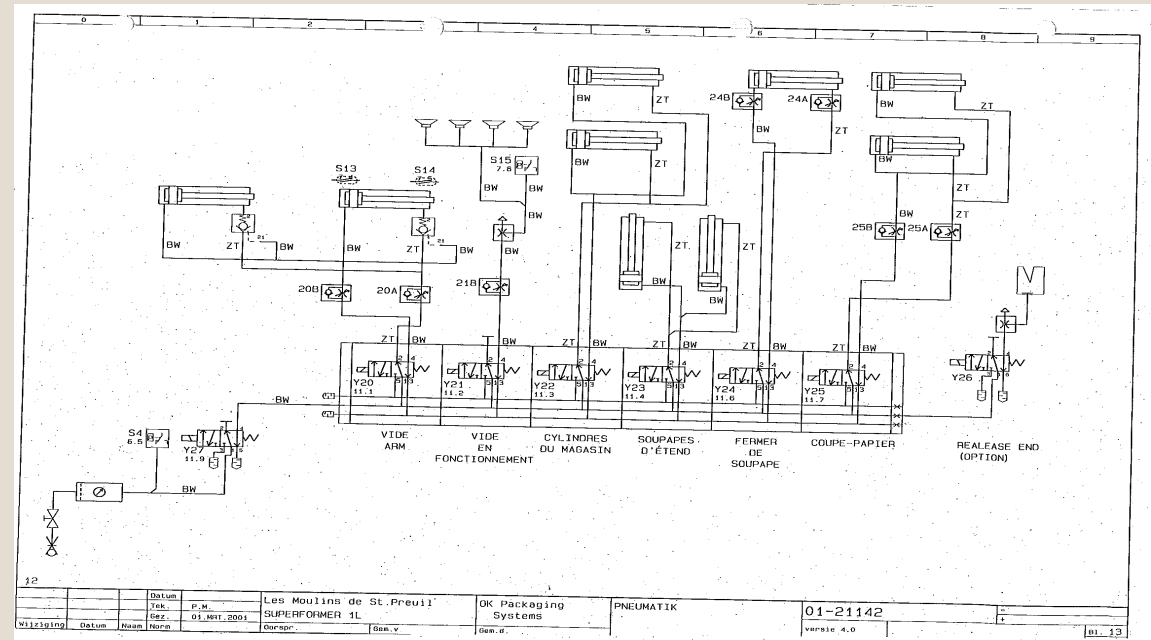 0 1 2 4 5 6 7 8 9
24B 24A
BW ZT BW ZT BW ZT
S15
7.6
S13 S14
BW ZT BW ZT BW ZT
BW BW BW ZT
BW ZT BW BW ZT BW ZT ZT BW ZT
25B 25A
20B 20A 21B
BW BW
ZT BW BW ZT BW ZT BW BW ZT BW
Y20 Y21 Y22 Y23 Y24 Y25 Y26
11.1 11.2 11.3 11.4 11.6 11.7
BW
S4
6.5
Y27
11.9
BW
VIDE
ARM
VIDE
EN
FONCTIONNEMENT
CYLINDRES
DU MAGASIN
SOUPAPES
D'ÉTEND
FERMER
DE
SOUPAPE
COUPE-PAPIER
REALEASE END
(OPTION)
12
Datum
Tek. P.M.
Gez. 01.MRT.2001
Wijziging Datum Naam Norm
Les Moulins de St.Preuil
SUPERFORMER 1L
Oorspr. Gem.v
OK Packaging
Systems
Gem.d.
PNEUMATIK
01-21142
versie 4.0
Bl. 13